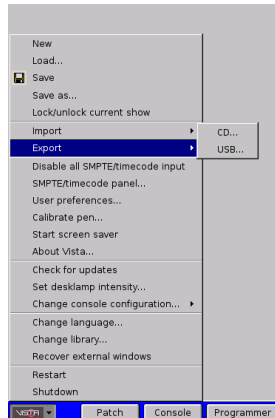 New
Load...
Save
Save as...
Lock/unlock current show
Import
CD...
Export
USB...
Disable all SMPTE/timecode input
SMPTE/timecode panel...
User preferences...
Calibrate pen...
Start screen saver
About Vista...
Check for updates
Set desklamp intensity...
Change console configuration...
Change language...
Change library...
Recover external windows
Restart
Shutdown
VISTA Patch Console Programmer